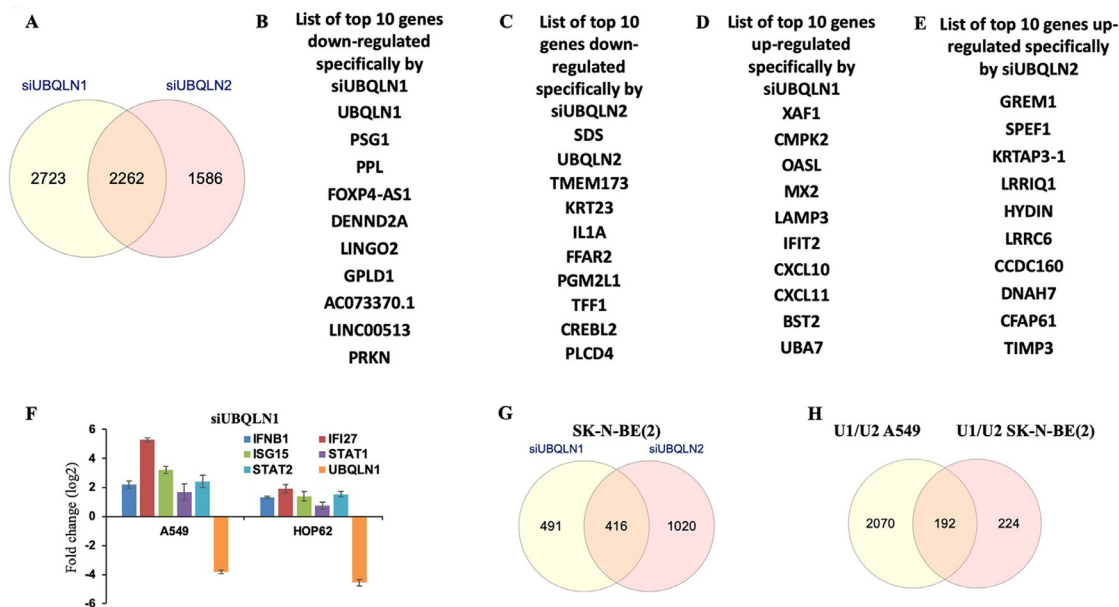 A
siUBQLN1
siUBQLN2
2723
2262
1586
B
List of top 10 genes
down-regulated
specifically by
siUBQLN1
UBQLN1
PSG1
PPL
FOXP4-AS1
DENND2A
LINGO2
GPLD1
AC073370.1
LINC00513
PRKN
C
List of top 10
genes down-
regulated
specifically by
siUBQLN2
SDS
UBQLN2
TMEM173
KRT23
IL1A
FFAR2
PGM2L1
TFF1
CREBL2
PLCD4
D
List of top 10 genes
up-regulated
specifically by
siUBQLN1
XAF1
CMPK2
OASL
MX2
LAMP3
IFIT2
CXCL10
CXCL11
BST2
UBA7
E
List of top 10 genes up-
regulated specifically
by siUBQLN2
GREM1
SPEF1
KRTAP3-1
LRRIQ1
HYDIN
LRRC6
CCDC160
DNAH7
CFAP61
TIMP3
F
siUBQLN1
IFNB1
IFI27
ISG15
STAT1
STAT2
UBQLN1
Fold change (log2)
6
4
2
0
-2
-4
-6
A549
HOP62
G
SK-N-BE(2)
siUBQLN1
siUBQLN2
491
416
1020
H
U1/U2 A549
U1/U2 SK-N-BE(2)
2070
192
224